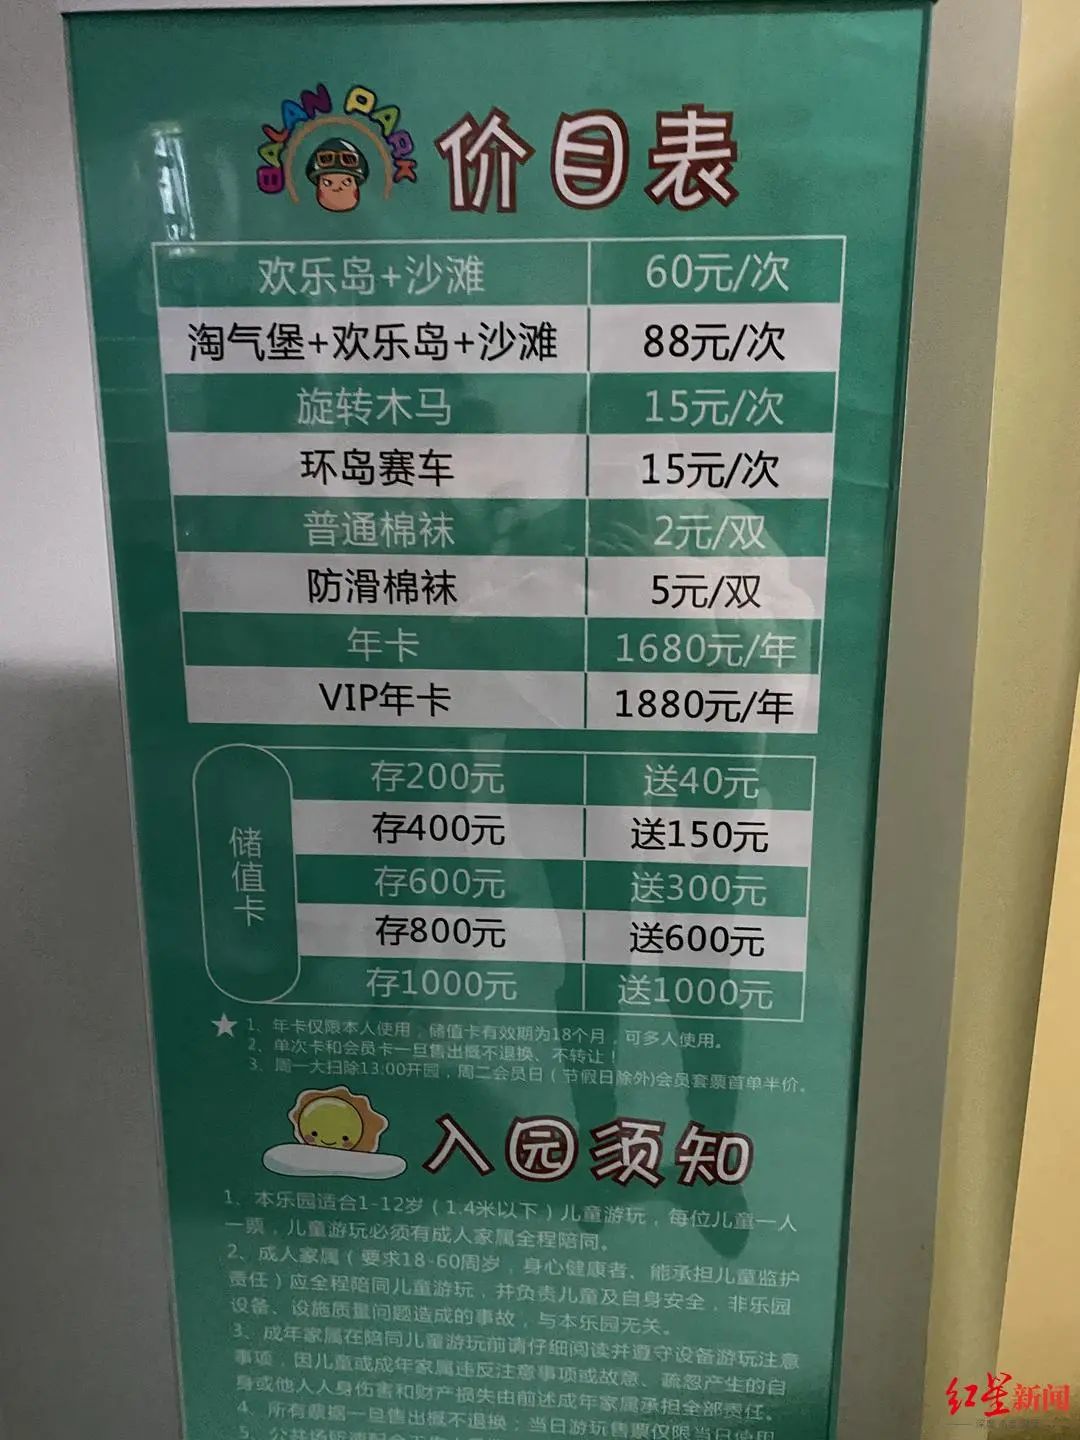 BALAN PARK 价目表
欢乐岛+沙滩 60元/次
淘气堡+欢乐岛+沙滩 88元/次
旋转木马 15元/次
环岛赛车 15元/次
普通棉袜 2元/双
防滑棉袜 5元/双
年卡 1680元/年
VIP年卡 1880元/年
储值卡
存200元 送40元
存400元 送150元
存600元 送300元
存800元 送600元
存1000元 送1000元
★ 1、年卡仅限本人使用，储值卡有效期为18个月，可多人使用。
2、单次卡和会员卡一旦售出概不退换、不转让！
3、周一大扫除13:00开园，周二会员日（节假日除外)会员套票首单半价。
入园须知
1、本乐园适合1-12岁（1.4米以下）儿童游玩，每位儿童一人
一票，儿童游玩必须有成人家属全程陪同。
2、成人家属（要求18-60周岁，身心健康者、能承担儿童监护
责任）应全程陪同儿童游玩，并负责儿童及自身安全，非乐园
设备、设施质量问题造成的事故，与本乐园无关。
3、成年家属在陪同儿童游玩前请仔细阅读并遵守设备游玩注意
事项，因儿童或成年家属违反注意事项或故意、疏忽产生的自
身或他人人身伤害和财产损失由前述成年家属承担全部责任。
4、所有票据一旦售出概不退换；当日游玩售票仅限当日使用
5、公共场所请
红星新闻